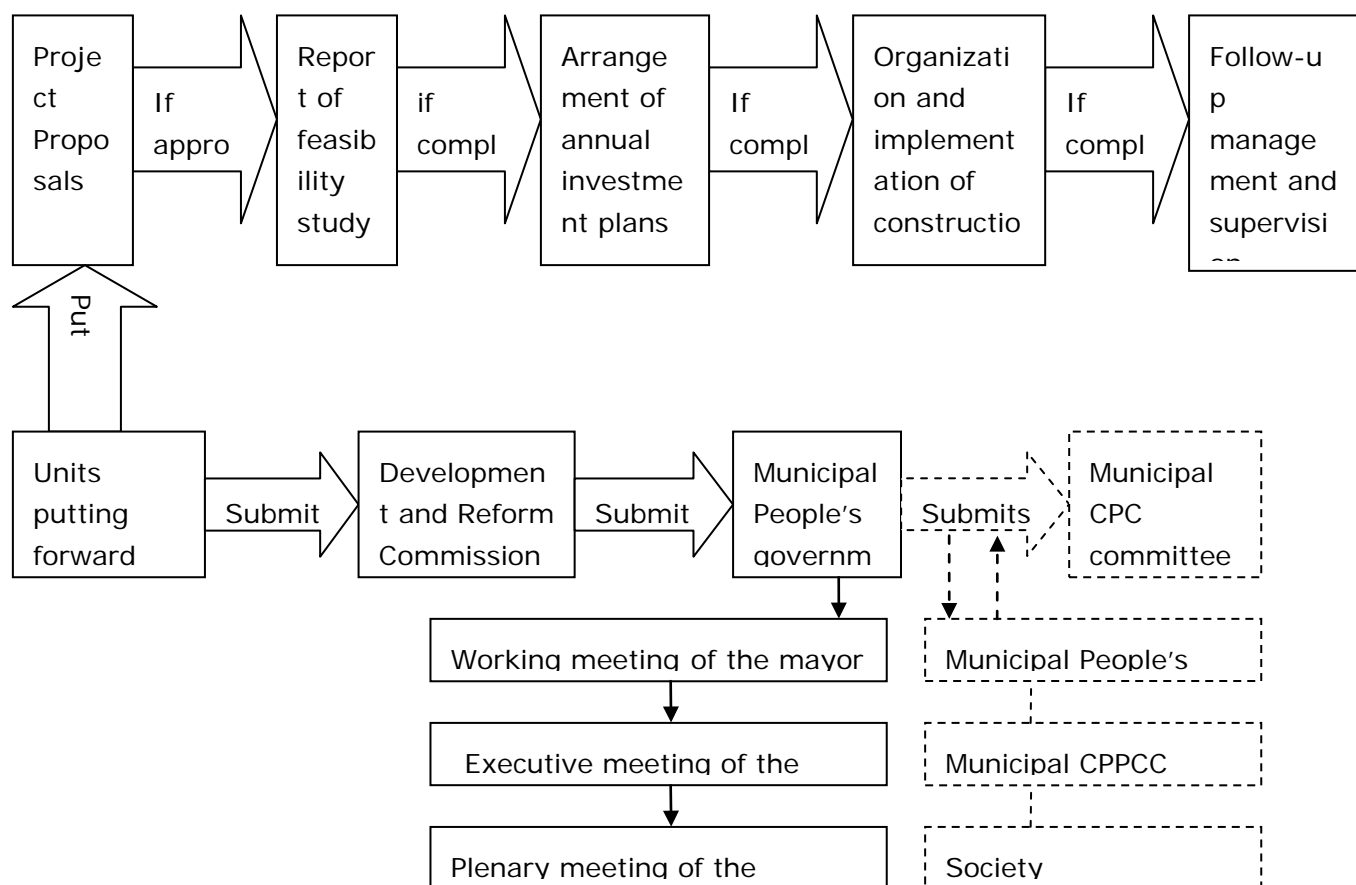 Proje
ct
Propo
sals
If
appro
Repor
t of
feasib
ility
study
if
compl
Arrange
ment of
annual
investme
nt plans
If
compl
Organizati
on and
implement
ation of
constructio
If
compl
Follow-u
p
manage
ment and
supervisi
on
Put
Units
putting
forward
Submit
Developmen
t and Reform
Commission
Submit
Municipal
People's
governm
Submits
Municipal
CPC
committee
Working meeting of the mayor
Municipal People's
Executive meeting of the
Municipal CPPCC
Plenary meeting of the
Society